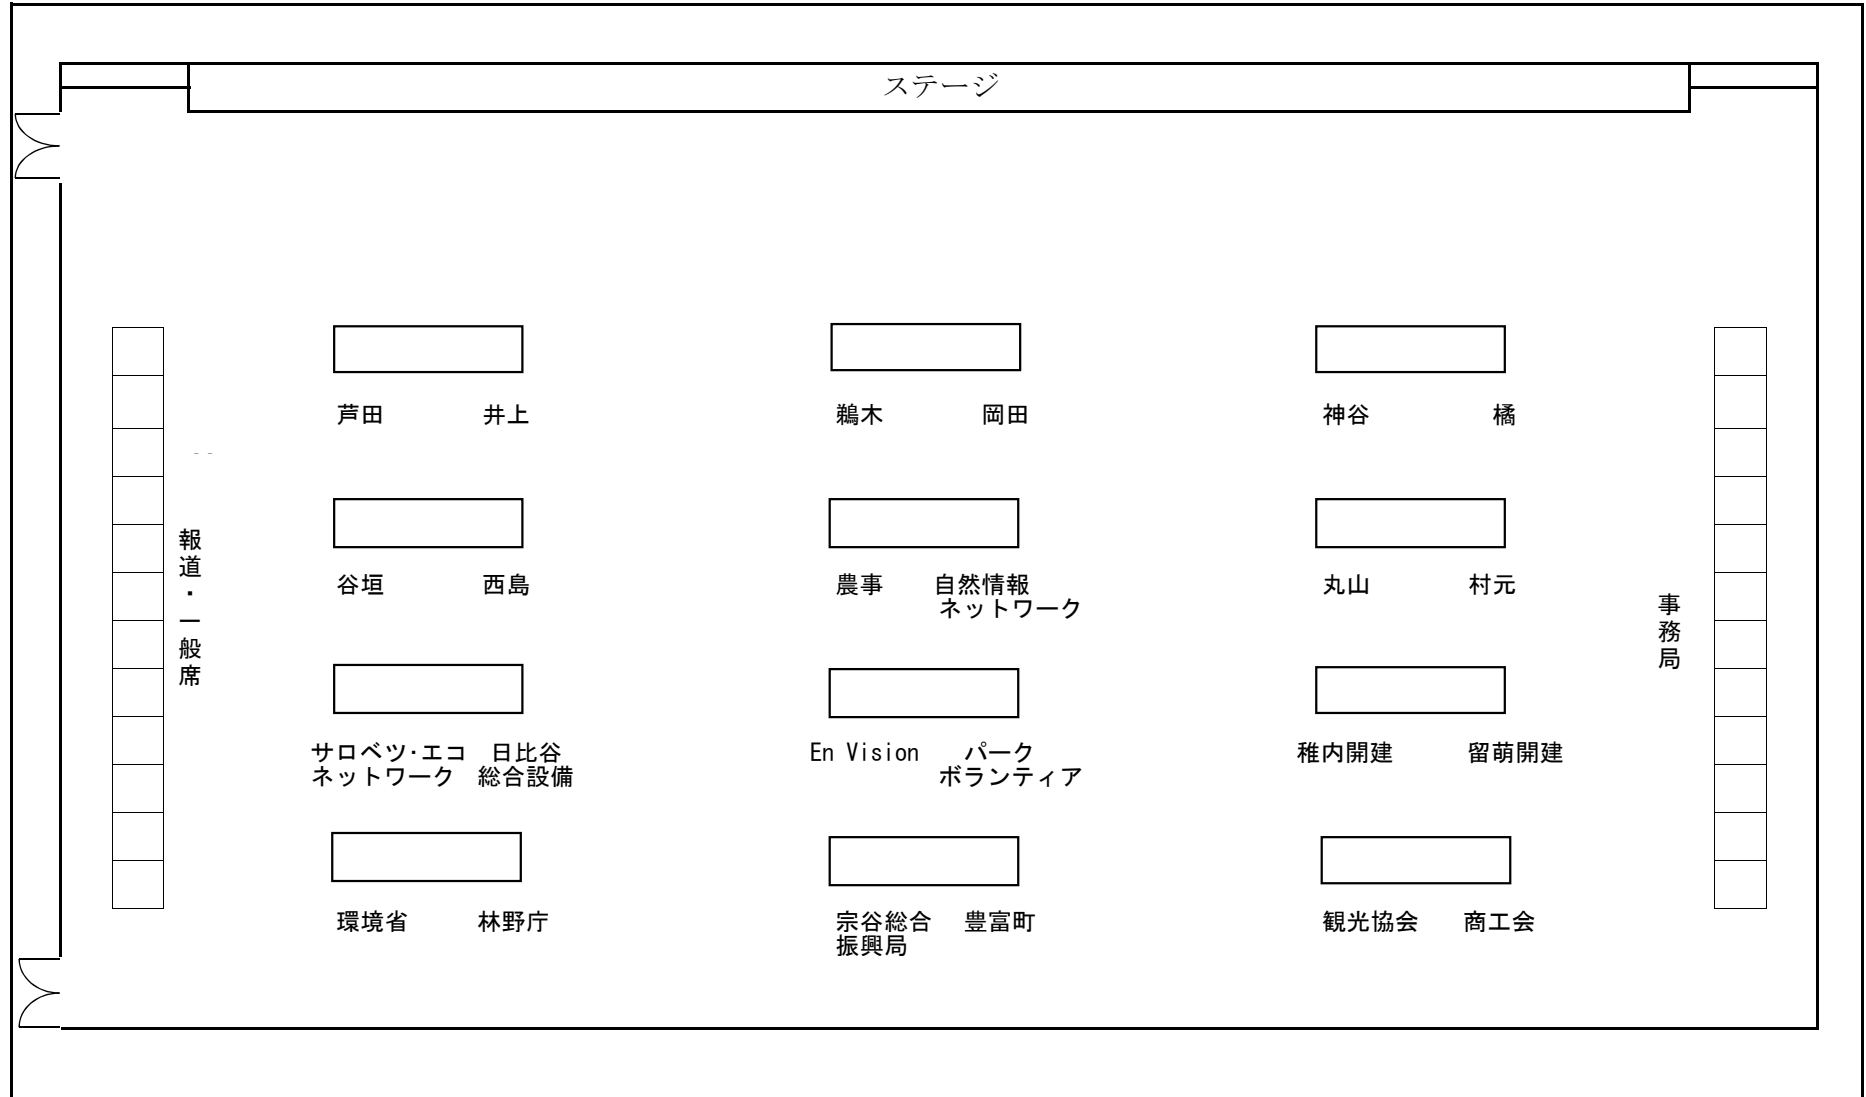 ステージ
芦田 井上 鵜木 岡田 神谷 橘
谷垣 西島 農事 自然情報 丸山 村元
ネットワーク
報道・一般席
事務局
サロベツ・エコ 日比谷 En Vision パーク 稚内開建 留萌開建
ネットワーク 総合設備 ボランティア
環境省 林野庁 宗谷総合 豊富町 観光協会 商工会
振興局